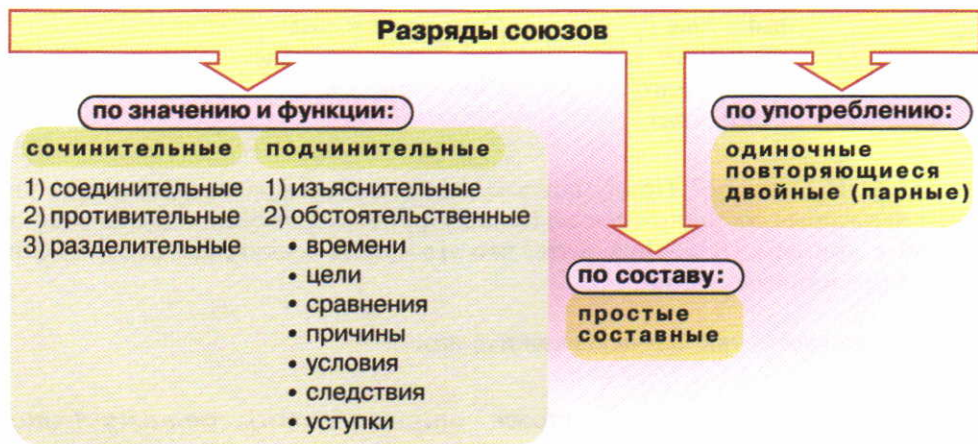 Разряды союзов
по значению и функции:
сочинительные
1) соединительные
2) противительные
3) разделительные
подчинительные
1) изъяснительные
2) обстоятельственные
• времени
• цели
• сравнения
• причины
• условия
• следствия
• уступки
по составу:
простые
составные
по употреблению:
одиночные
повторяющиеся
двойные (парные)